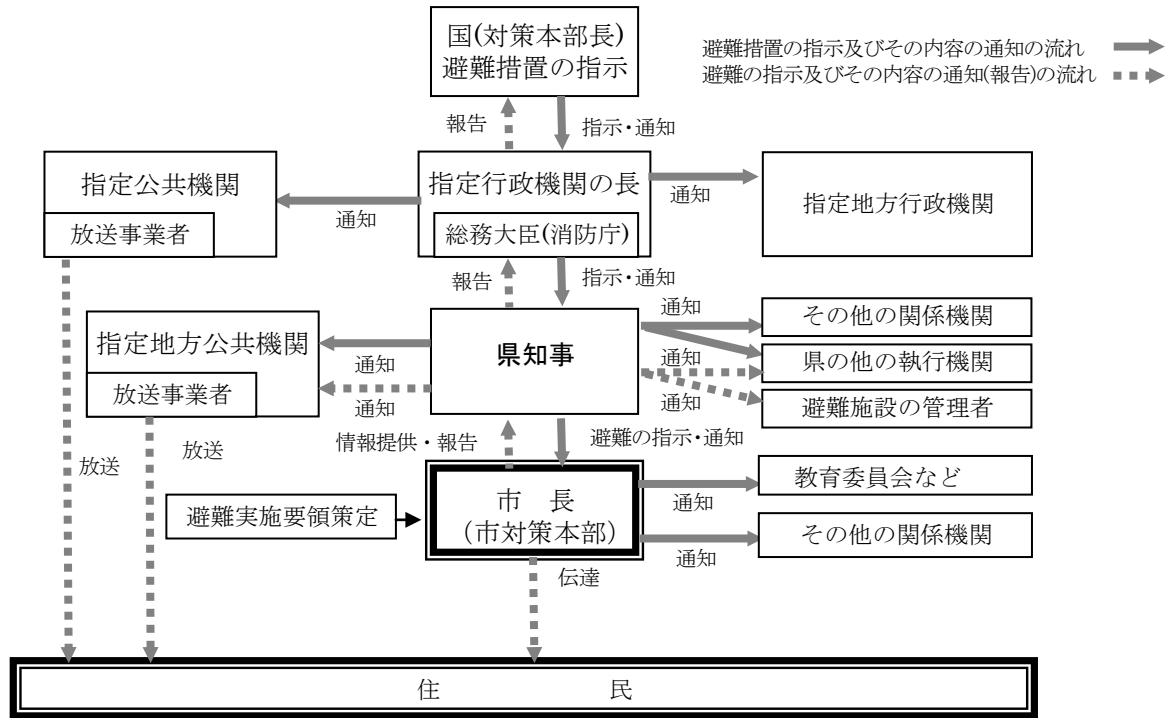 国(対策本部長)
避難措置の指示
避難措置の指示及びその内容の通知の流れ
避難の指示及びその内容の通知(報告)の流れ
報告
指示・通知
指定公共機関
放送事業者
通知
指定行政機関の長
総務大臣(消防庁)
通知
指定地方行政機関
報告
指示・通知
指定地方公共機関
放送事業者
通知
通知
県知事
通知
通知
通知
その他の関係機関
県の他の執行機関
避難施設の管理者
放送
放送
情報提供・報告
避難の指示・通知
避難実施要領策定
市　長
(市対策本部)
通知
通知
教育委員会など
その他の関係機関
伝達
住　　民